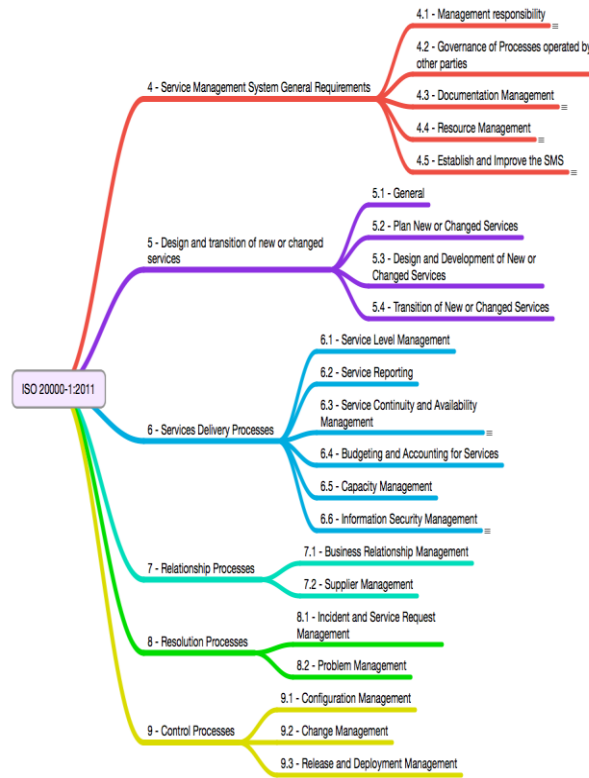 ISO 20000-1:2011
4 - Service Management System General Requirements
4.1 - Management responsibility
4.2 - Governance of Processes operated by
other parties
4.3 - Documentation Management
4.4 - Resource Management
4.5 - Establish and Improve the SMS
5 - Design and transition of new or changed
services
5.1 - General
5.2 - Plan New or Changed Services
5.3 - Design and Development of New or
Changed Services
5.4 - Transition of New or Changed Services
6 - Services Delivery Processes
6.1 - Service Level Management
6.2 - Service Reporting
6.3 - Service Continuity and Availability
Management
6.4 - Budgeting and Accounting for Services
6.5 - Capacity Management
6.6 - Information Security Management
7 - Relationship Processes
7.1 - Business Relationship Management
7.2 - Supplier Management
8 - Resolution Processes
8.1 - Incident and Service Request
Management
8.2 - Problem Management
9 - Control Processes
9.1 - Configuration Management
9.2 - Change Management
9.3 - Release and Deployment Management